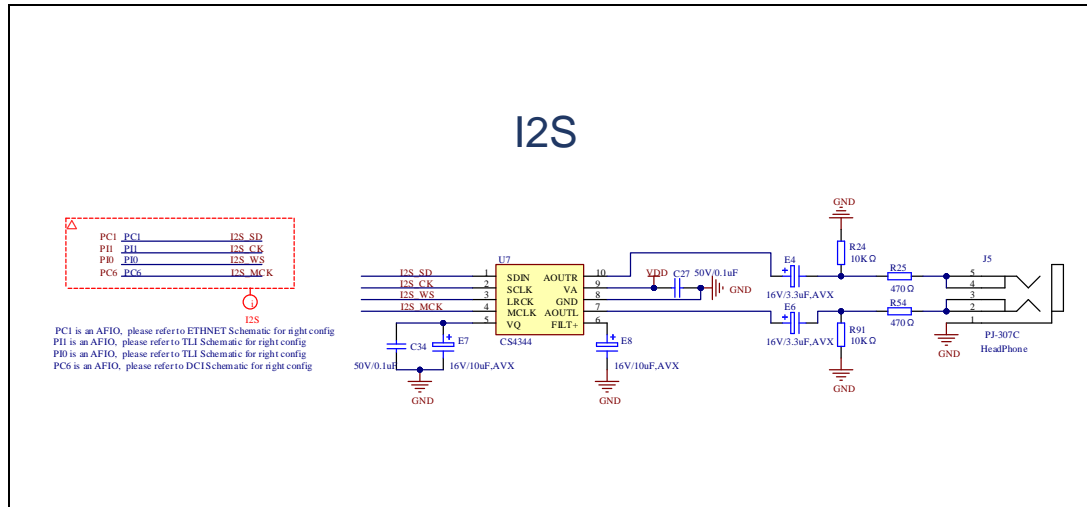 I2S
PC1 PC1 I2S_SD
PI1 PI1 I2S_CK
PI0 PI0 I2S_WS
PC6 PC6 I2S_MCK
I2S
PC1 is an AFIO, please refer to ETHNET Schematic for right config
PI1 is an AFIO, please refer to TLI Schematic for right config
PI0 is an AFIO, please refer to TLI Schematic for right config
PC6 is an AFIO, please refer to DCI Schematic for right config
U7
I2S_SD 1 SDIN AOUTR 10
I2S_CK 2 SCLK VA 9
I2S_WS 3 LRCK GND 8
I2S_MCK 4 MCLK AOUTL 7
5 VQ FILT+ 6
CS4344
C34
50V/0.1uF
+ E7
16V/10uF,AVX
GND
+ E8
16V/10uF,AVX
GND
VDD
C27 50V/0.1uF
GND
E4
+
16V/3.3uF,AVX
E6
+
16V/3.3uF,AVX
GND
R24
10KΩ
R91
10KΩ
GND
R25
470Ω
R54
470Ω
J5
5
4
3
2
1
GND
PJ-307C
HeadPhone